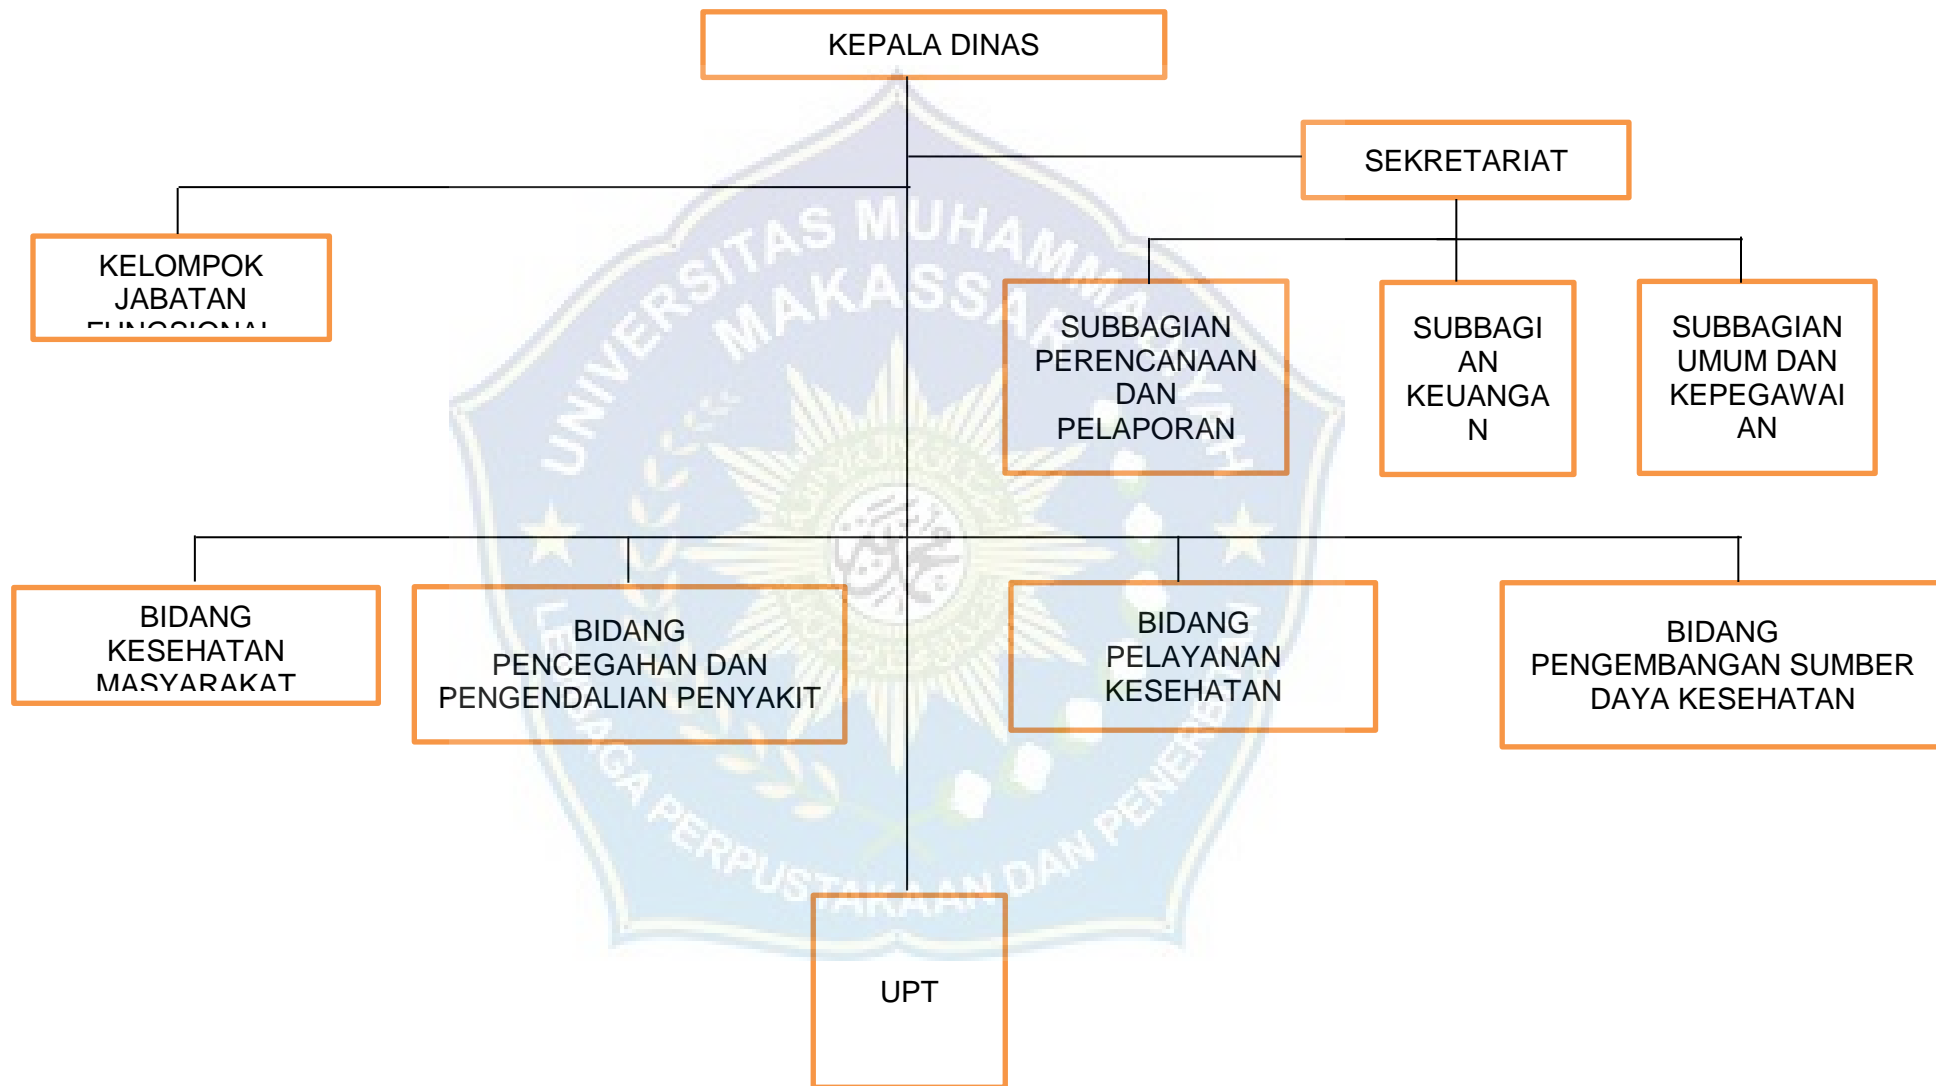 KEPALA DINAS
SEKRETARIAT
KELOMPOK
JABATAN
FUNGSIONAL
SUBBAGIAN
PERENCANAAN
DAN
PELAPORAN
SUBBAGI
AN
KEUANGA
N
SUBBAGIAN
UMUM DAN
KEPEGAWAI
AN
BIDANG
KESEHATAN
MASYARAKAT
BIDANG
PENCEGAHAN DAN
PENGENDALIAN PENYAKIT
BIDANG
PELAYANAN
KESEHATAN
BIDANG
PENGEMBANGAN SUMBER
DAYA KESEHATAN
UPT
UNIVERSITAS MUHAMMADIYAH
MAKASSAR
LEMBAGA PERPUSTAKAAN DAN PENERBITAN